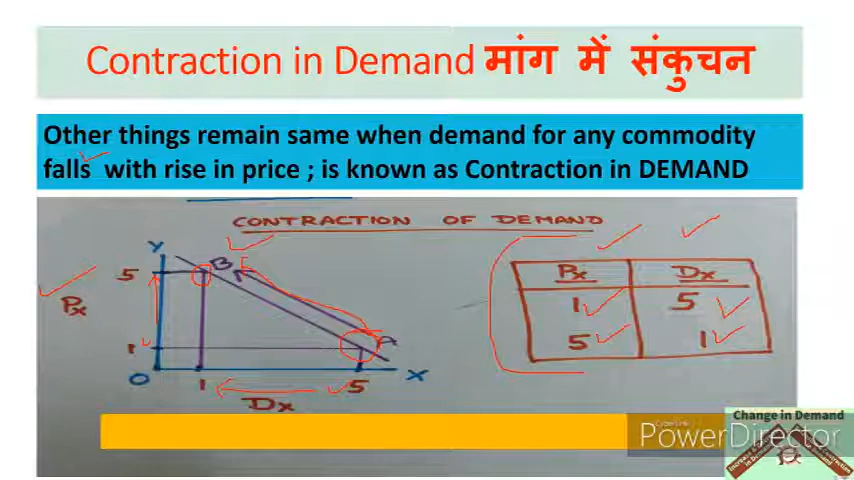 Contraction in Demand मांग में संकुचन
Other things remain same when demand for any commodity
falls with rise in price ; is known as Contraction in DEMAND
CONTRACTION OF DEMAND
Y
5
B
Px
1
A
O
1
5
X
Dx
Px Dx
1 5
5 1
CyberLink
PowerDirector
Change in Demand